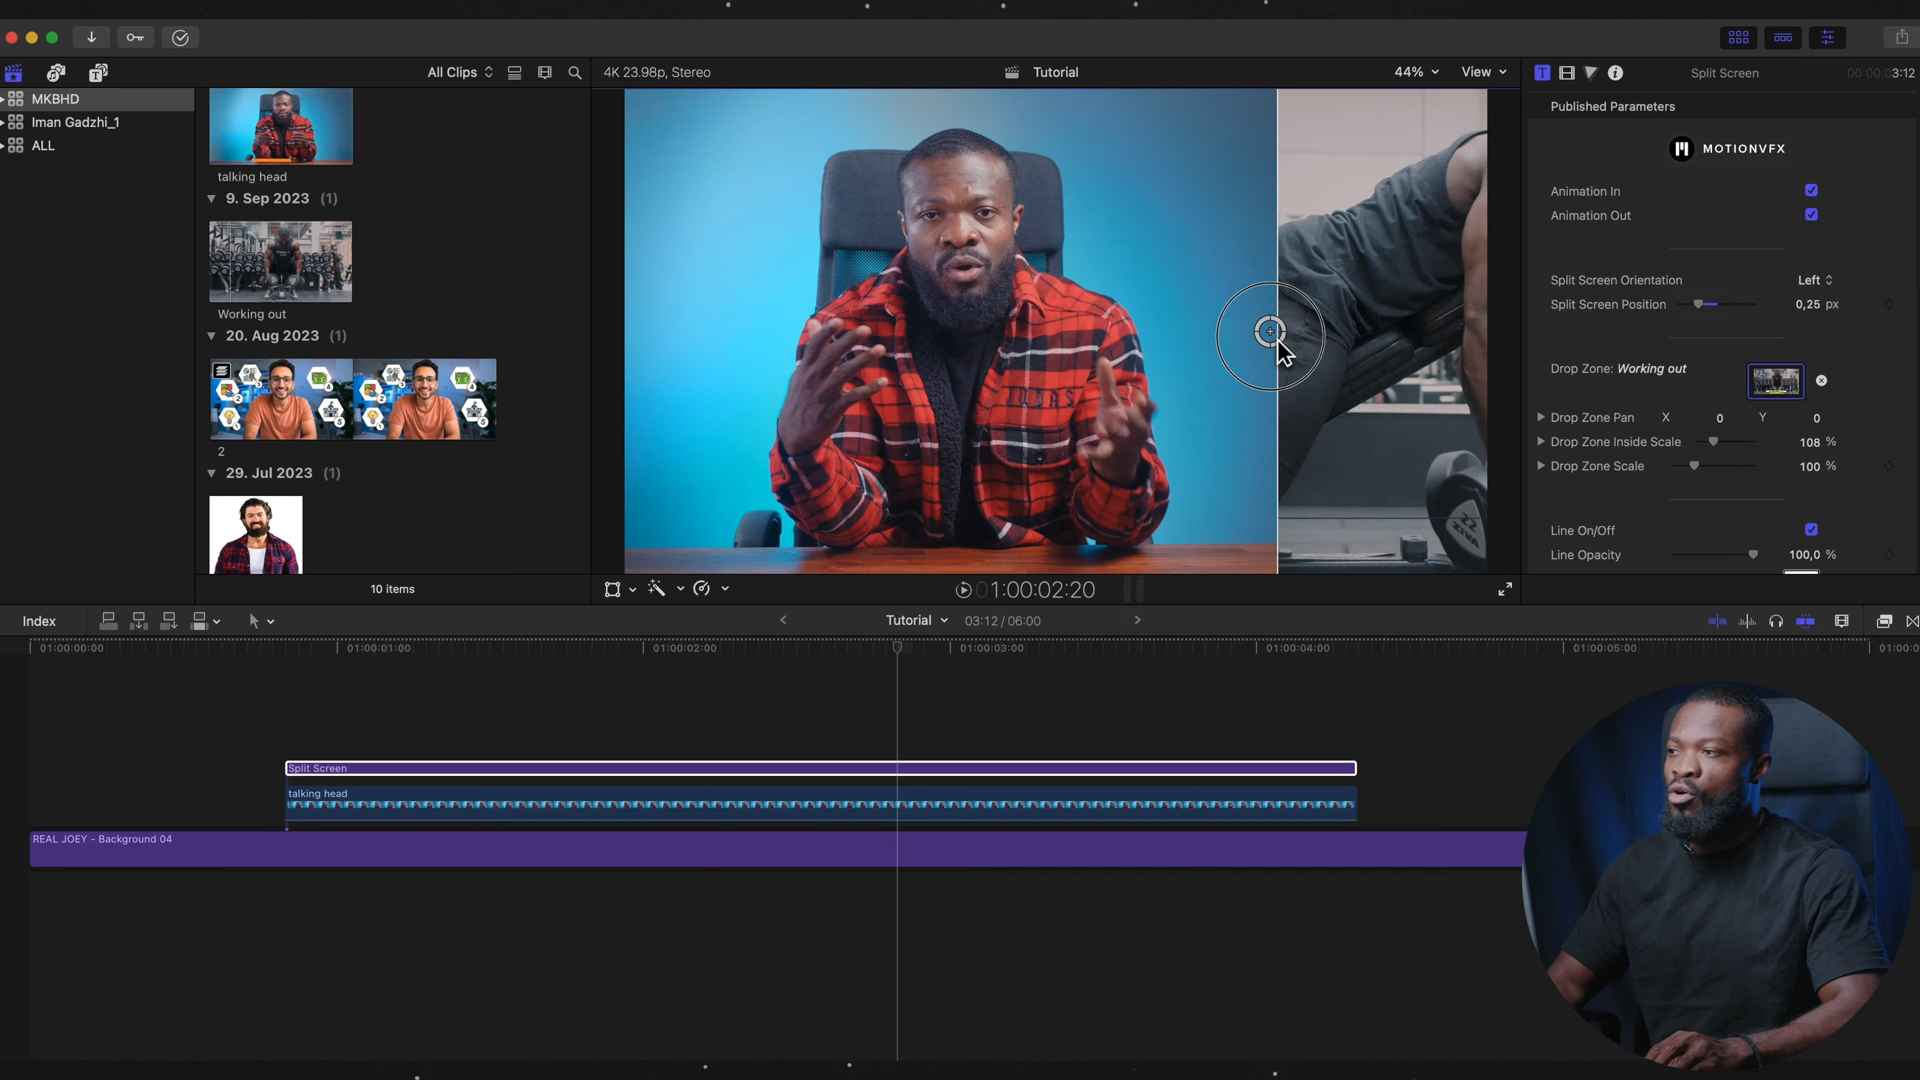 All Clips
4K 23.98p, Stereo
Tutorial
44%
View
Split Screen
00:00:03:12
MKBHD
Iman Gadzhi_1
ALL
talking head
9. Sep 2023 (1)
Working out
20. Aug 2023 (1)
2
29. Jul 2023 (1)
10 items
Published Parameters
MOTIONVFX
Animation In
Animation Out
Split Screen Orientation Left
Split Screen Position 0,25 px
Drop Zone: Working out
Drop Zone Pan X 0 Y 0
Drop Zone Inside Scale 108 %
Drop Zone Scale 100 %
Line On/Off
Line Opacity 100,0 %
22
ZIVA
01:00:02:20
Index
Tutorial
03:12 / 06:00
01:00:00:00
01:00:01:00
01:00:02:00
01:00:03:00
01:00:04:00
01:00:05:00
01:00:0
Split Screen
talking head
REAL JOEY - Background 04